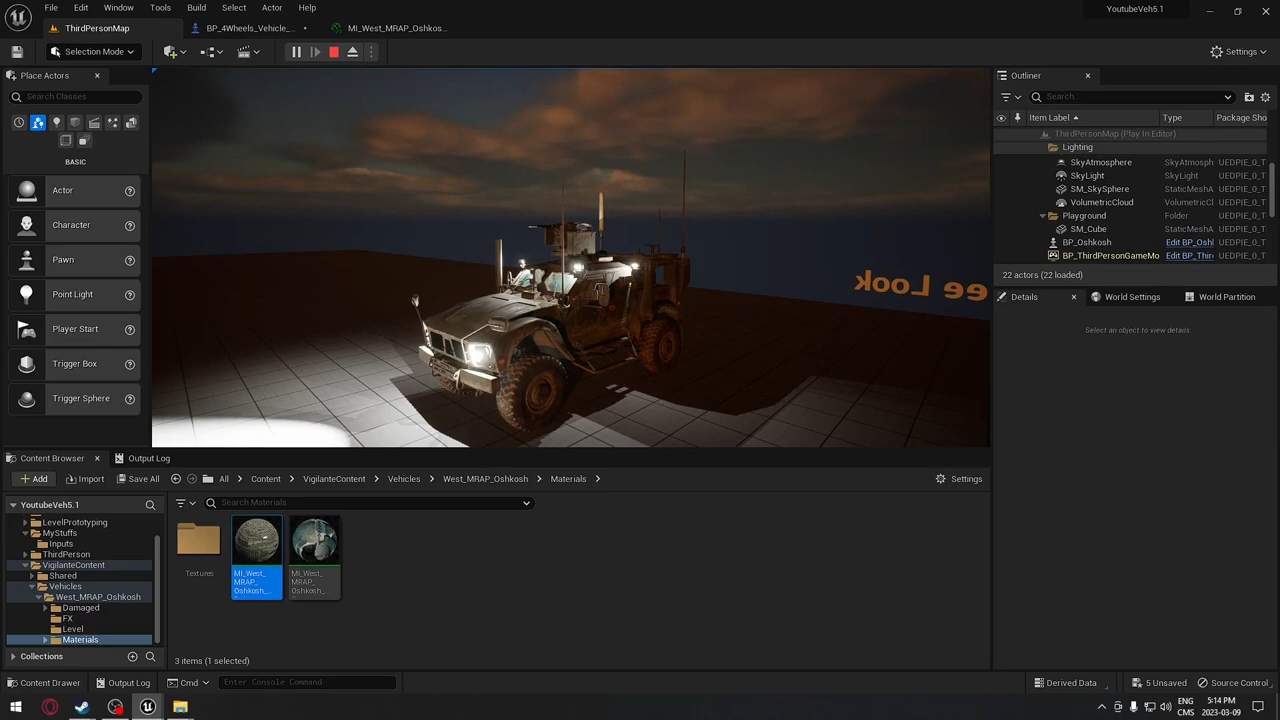 File Edit Window Tools Build Select Actor Help
YoutubeVeh5.1
ThirdPersonMap
BP_4Wheels_Vehicle_...
MI_West_MRAP_Oshkos...
Selection Mode
Settings
Place Actors
Outliner
Search Classes
Search...
Item Label
Type
Package Sho
BASIC
ThirdPersonMap (Play In Editor)
Lighting
SkyAtmosphere SkyAtmosph UEDPIE_0_T
SkyLight SkyLight UEDPIE_0_T
SM_SkySphere StaticMeshA UEDPIE_0_T
VolumetricCloud VolumetricCl UEDPIE_0_T
Playground Folder
SM_Cube StaticMeshA UEDPIE_0_T
BP_Oshkosh Edit BP_Oshl UEDPIE_0_T
BP_ThirdPersonGameMo Edit BP_Thir UEDPIE_0_T
22 actors (22 loaded)
Actor
Character
Pawn
Point Light
Player Start
Trigger Box
Trigger Sphere
ee Look
Details
World Settings
World Partition
Select an object to view details.
Content Browser
Output Log
Add
Import
Save All
All
Content
VigilanteContent
Vehicles
West_MRAP_Oshkosh
Materials
Settings
YoutubeVeh5.1
Search Materials
LevelPrototyping
MyStuffs
Inputs
ThirdPerson
VigilanteContent
Shared
Vehicles
West_MRAP_Oshkosh
Damaged
FX
Level
Materials
Collections
Textures
MI_West_
MRAP_
Oshkosh_...
MI_West_
MRAP_
Oshkosh_...
3 items (1 selected)
Content Drawer
Output Log
Cmd
Enter Console Command
Derived Data
5 Unsaved
Source Control
ENG
CMS
5:14 PM
2023-03-09